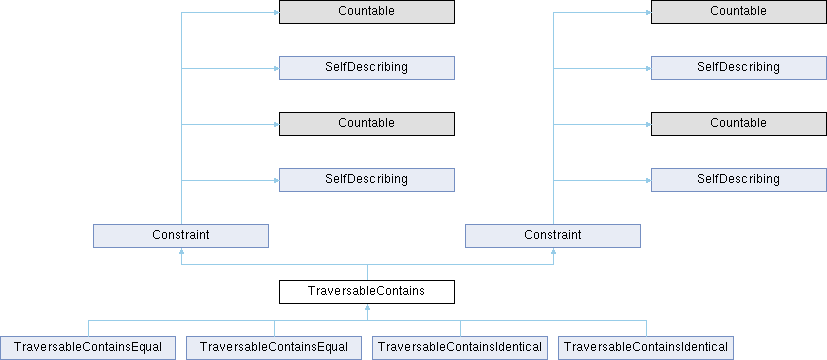 Countable
Countable
SelfDescribing
SelfDescribing
Countable
Countable
SelfDescribing
SelfDescribing
Constraint
Constraint
TraversableContains
TraversableContainsEqual
TraversableContainsEqual
TraversableContainsIdentical
TraversableContainsIdentical